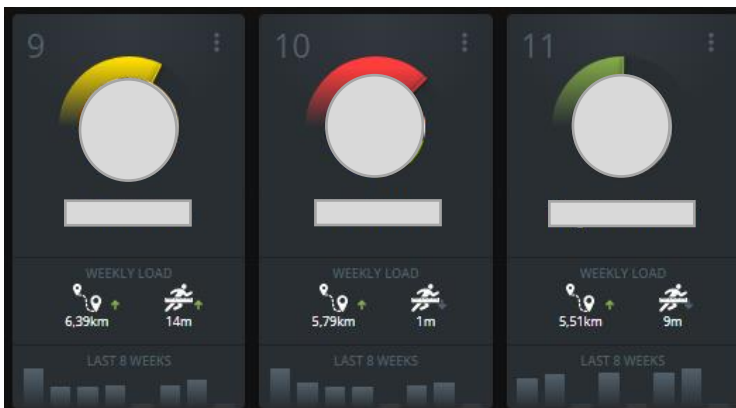 9
10
11
WEEKLY LOAD
6,39km 14m
WEEKLY LOAD
5,79km 1m
WEEKLY LOAD
5,51km 9m
LAST 8 WEEKS
LAST 8 WEEKS
LAST 8 WEEKS